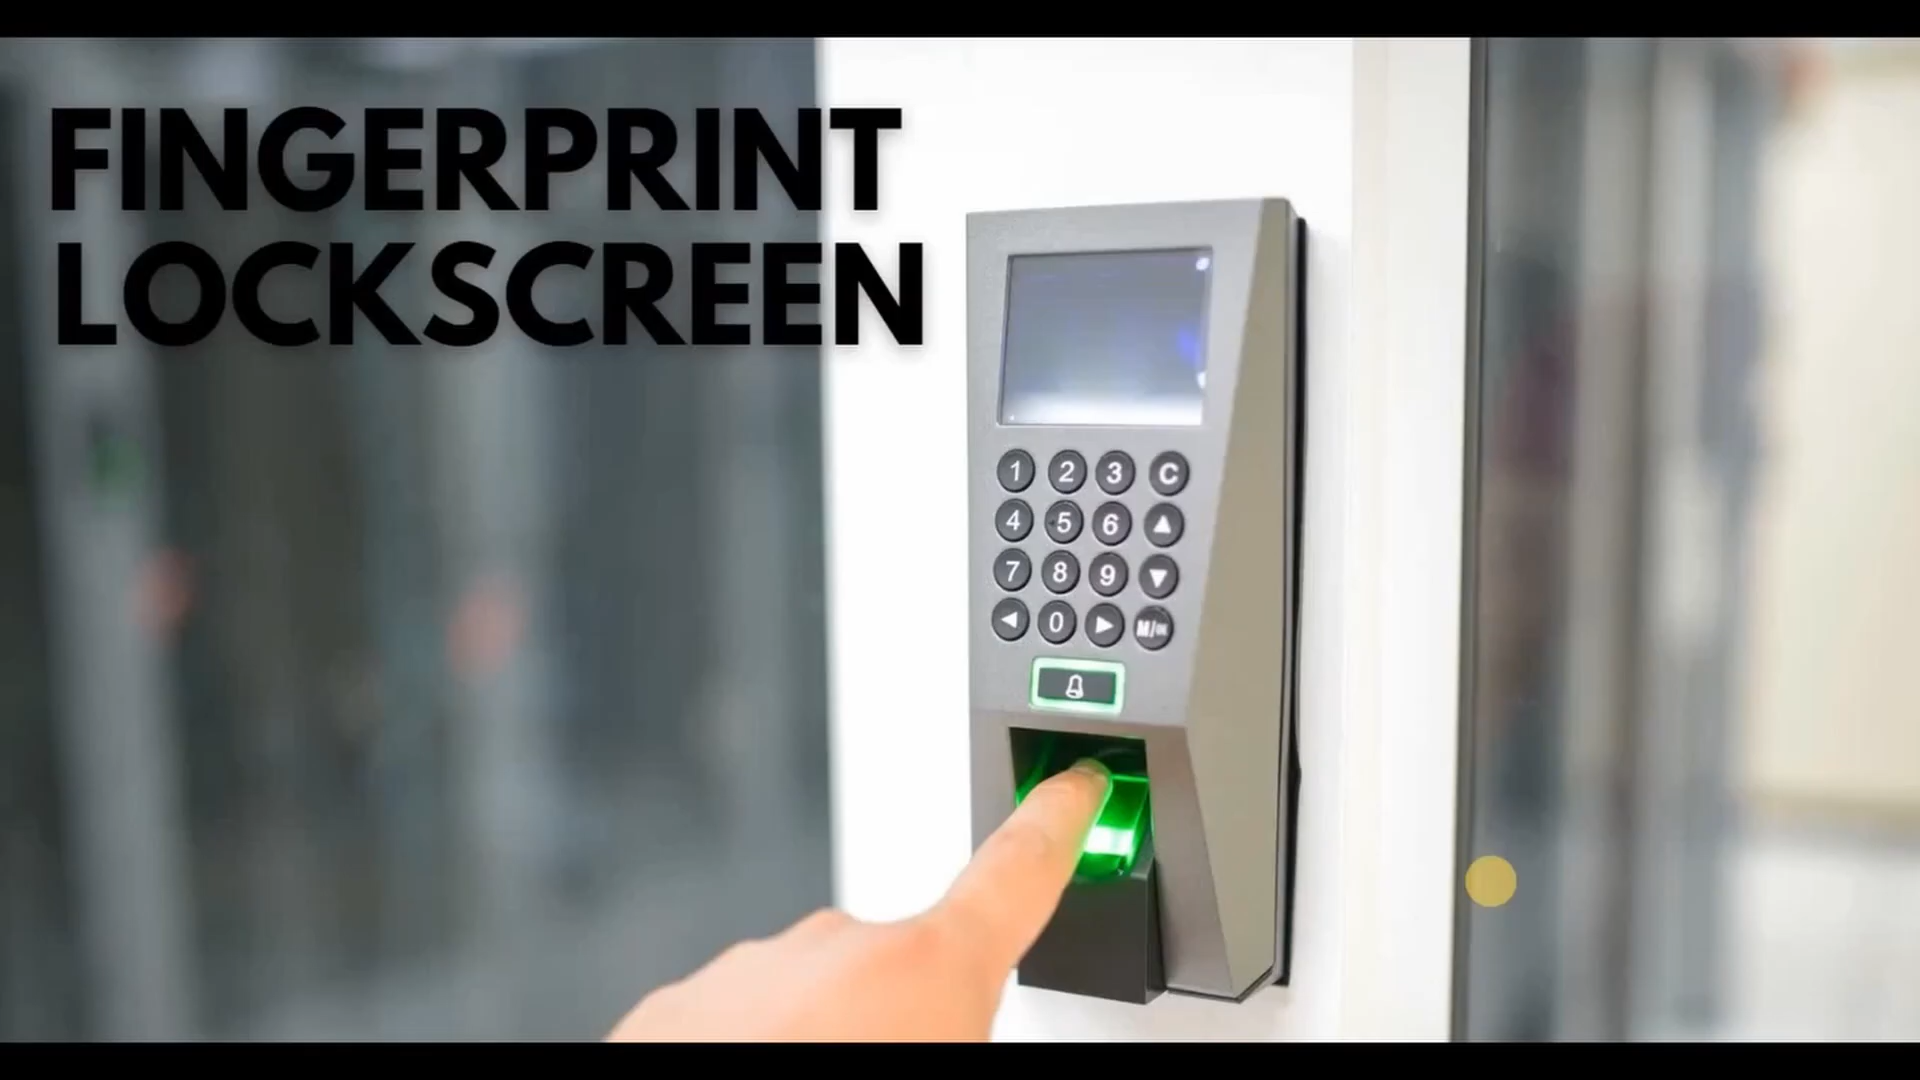 FINGERPRINT
LOCKSCREEN
1 2 3 C
4 5 6 ▲
7 8 9 ▼
◀ 0 ▶ M/OK